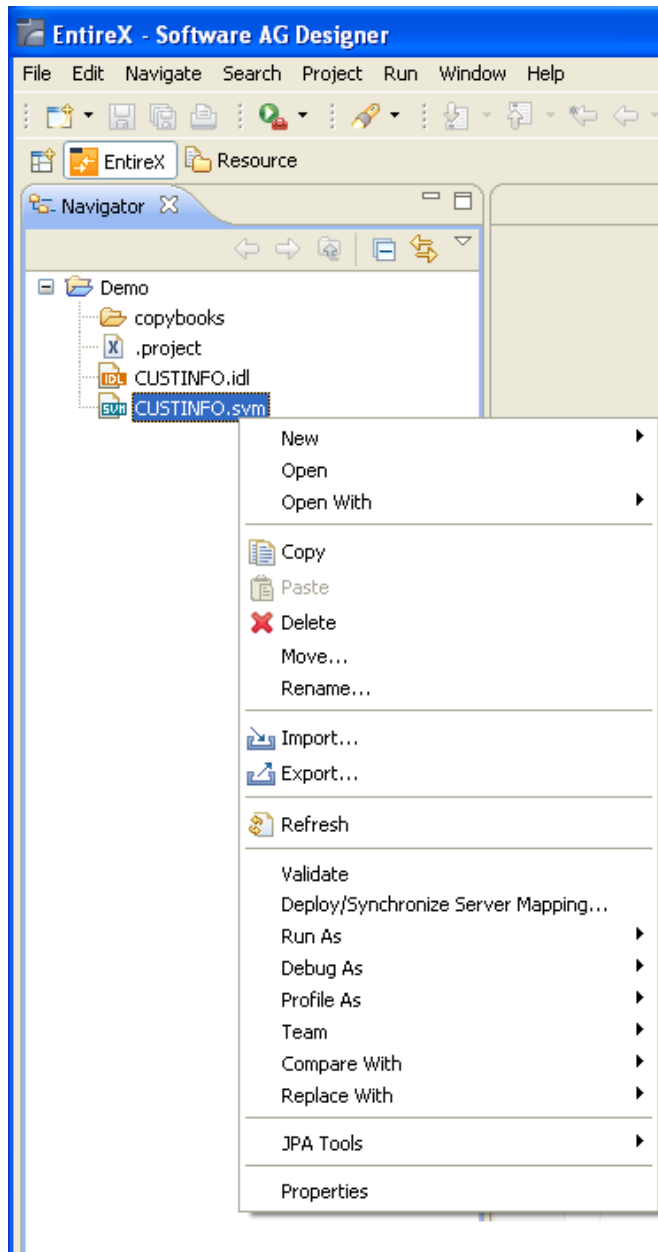 EntireX - Software AG Designer
File Edit Navigate Search Project Run Window Help
EntireX Resource
Navigator
Demo
copybooks
X .project
IDL CUSTINFO.idl
SVM CUSTINFO.svm
New
Open
Open With
Copy
Paste
Delete
Move...
Rename...
Import...
Export...
Refresh
Validate
Deploy/Synchronize Server Mapping...
Run As
Debug As
Profile As
Team
Compare With
Replace With
JPA Tools
Properties